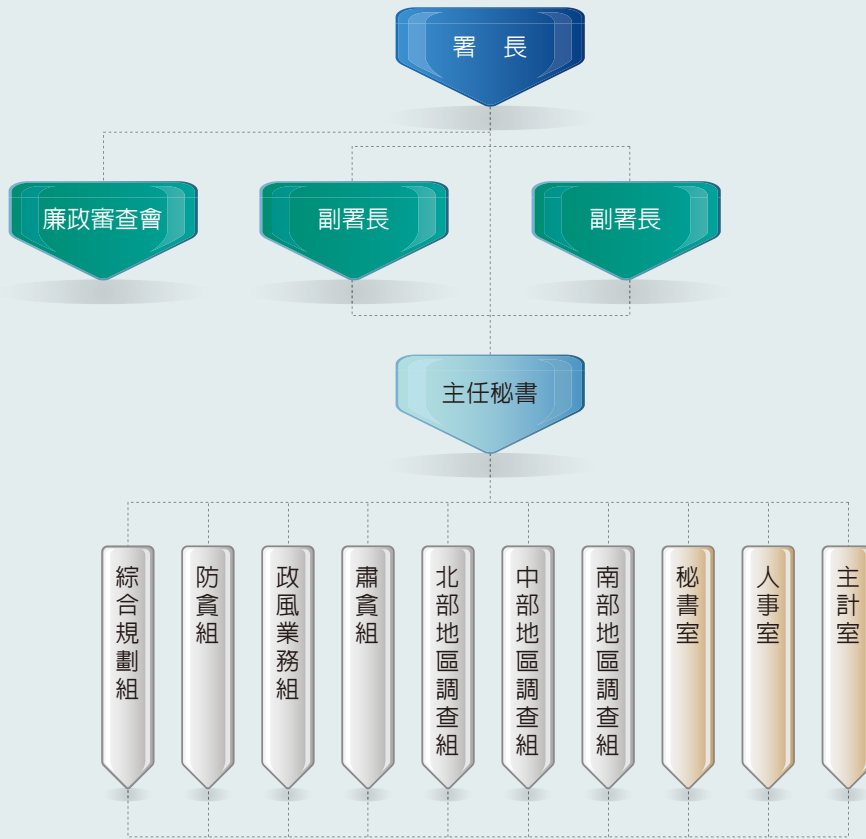 署 長
廉政審查會
副署長
副署長
主任秘書
綜合規劃組
防貪組
政風業務組
肅貪組
北部地區調查組
中部地區調查組
南部地區調查組
秘書室
人事室
主計室